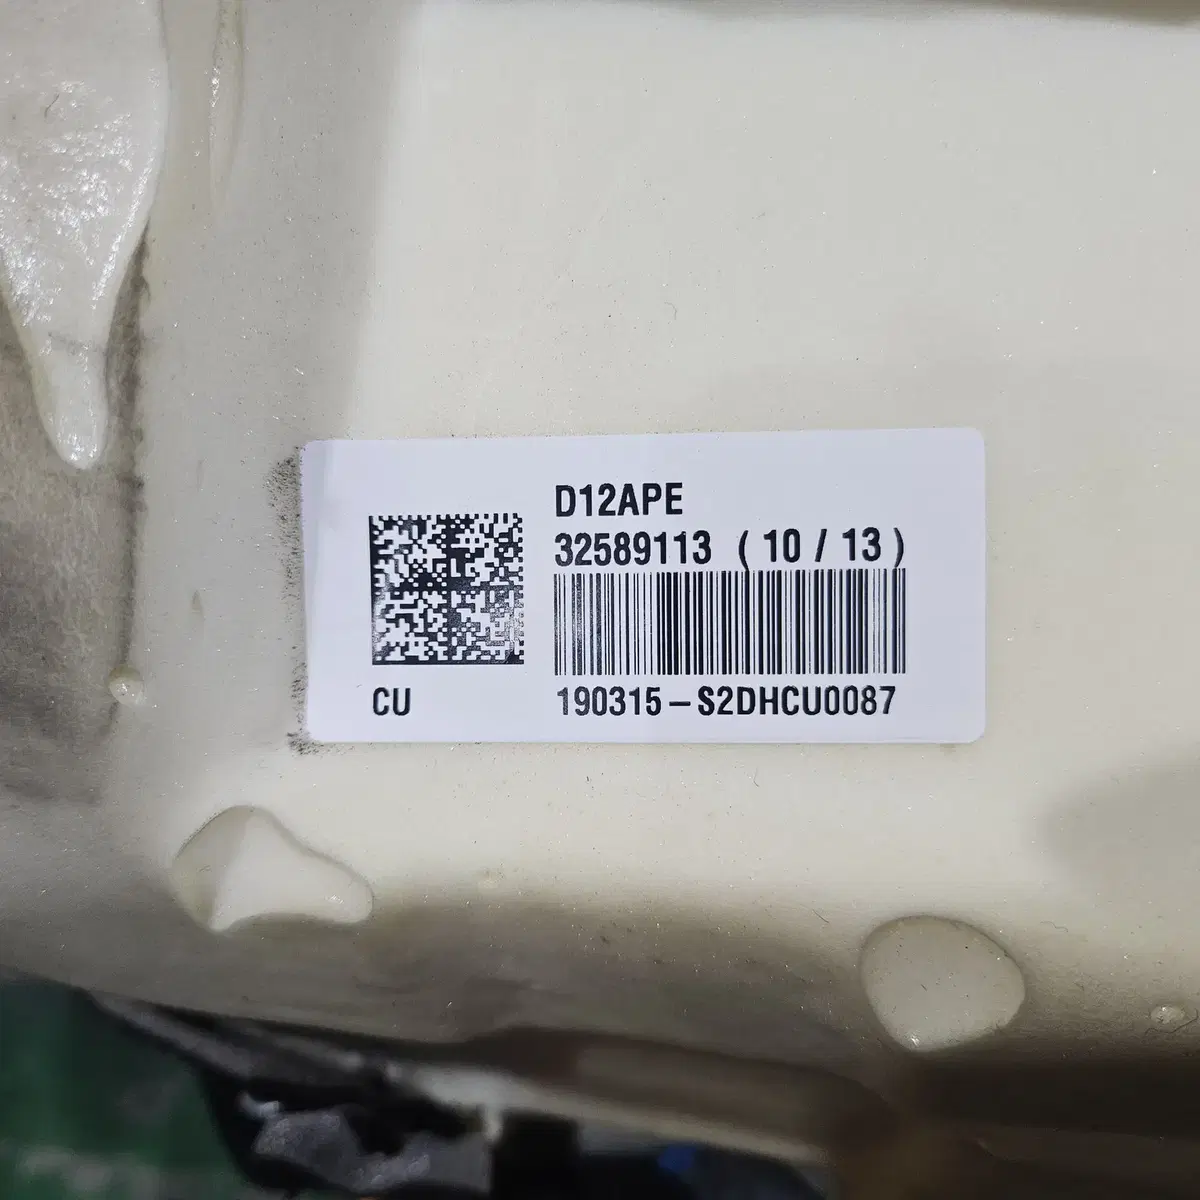 D12APE
32589113 ( 10 / 13 )
CU
190315-S2DHCU0087